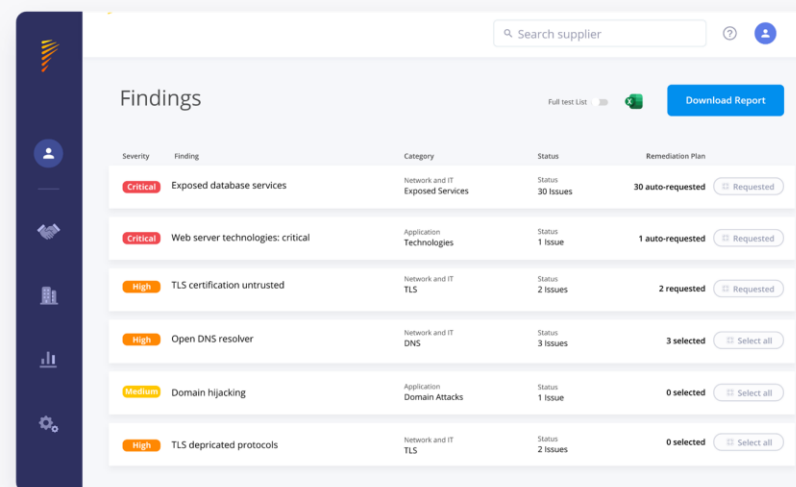 Search supplier
Findings
Full test List
Download Report
Severity Finding Category Status Remediation Plan
Critical Exposed database services Network and IT Exposed Services Status 30 Issues 30 auto-requested Requested
Critical Web server technologies: critical Application Technologies Status 1 Issue 1 auto-requested Requested
High TLS certification untrusted Network and IT TLS Status 2 Issues 2 requested Requested
High Open DNS resolver Network and IT DNS Status 3 Issues 3 selected Select all
Medium Domain hijacking Application Domain Attacks Status 1 Issue 0 selected Select all
High TLS depricated protocols Network and IT TLS Status 2 Issues 0 selected Select all